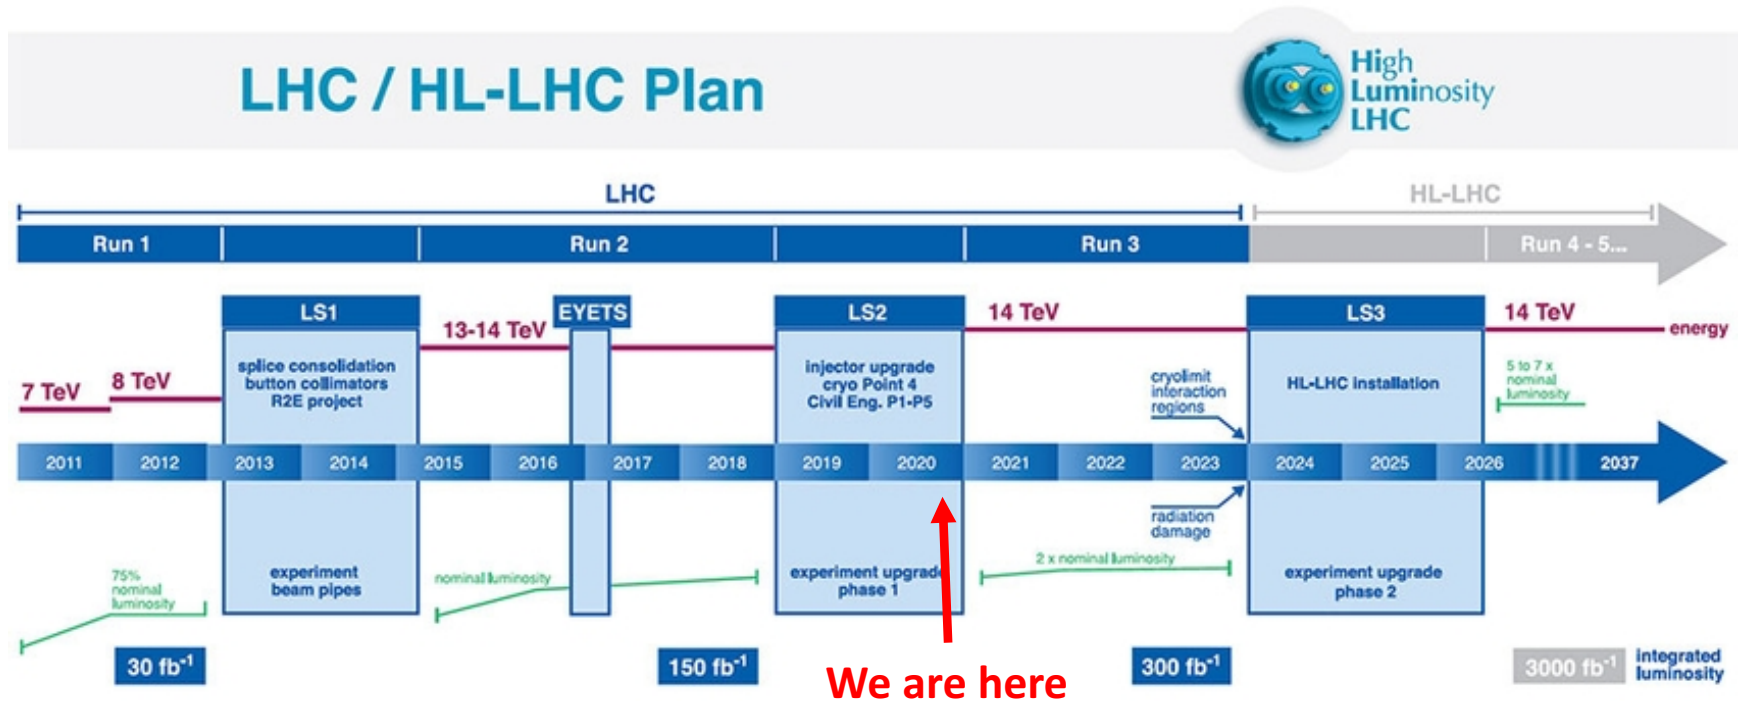 LHC / HL-LHC Plan
High
Luminosity
LHC
LHC
HL-LHC
Run 1
Run 2
Run 3
Run 4 - 5...
LS1
EYETS
LS2
LS3
7 TeV
8 TeV
13-14 TeV
14 TeV
14 TeV
energy
splice consolidation
button collimators
R2E project
injector upgrade
cryo Point 4
Civil Eng. P1-P5
cryolimit
interaction
regions
HL-LHC installation
5 to 7 x
nominal
luminosity
2011
2012
2013
2014
2015
2016
2017
2018
2019
2020
2021
2022
2023
2024
2025
2026
2037
radiation
damage
75%
nominal
luminosity
experiment
beam pipes
nominal luminosity
experiment upgrade
phase 1
2 x nominal luminosity
experiment upgrade
phase 2
30 fb-1
150 fb-1
300 fb-1
3000 fb-1
integrated
luminosity
We are here